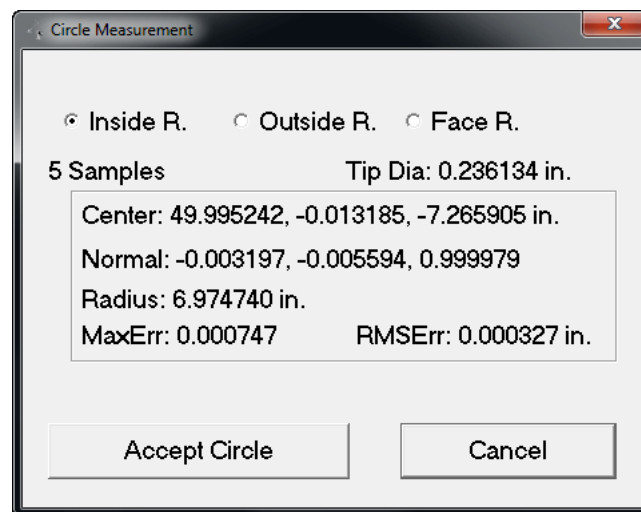 Circle Measurement
Inside R. Outside R. Face R.
5 Samples Tip Dia: 0.236134 in.
Center: 49.995242, -0.013185, -7.265905 in.
Normal: -0.003197, -0.005594, 0.999979
Radius: 6.974740 in.
MaxErr: 0.000747 RMSErr: 0.000327 in.
Accept Circle Cancel